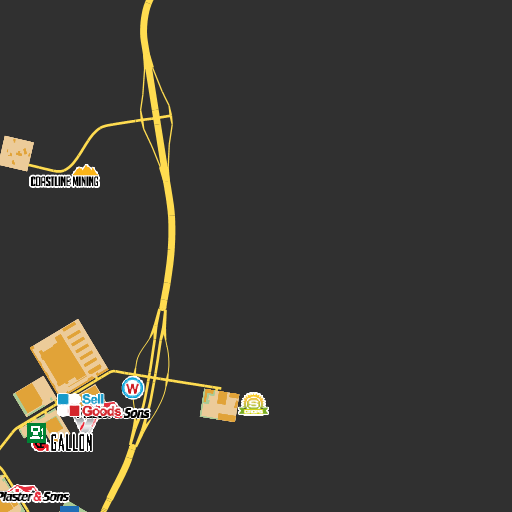 COASTLINE MINING
W
Sell
Goods
& Sons
S
GALLON
Plaster & Sons